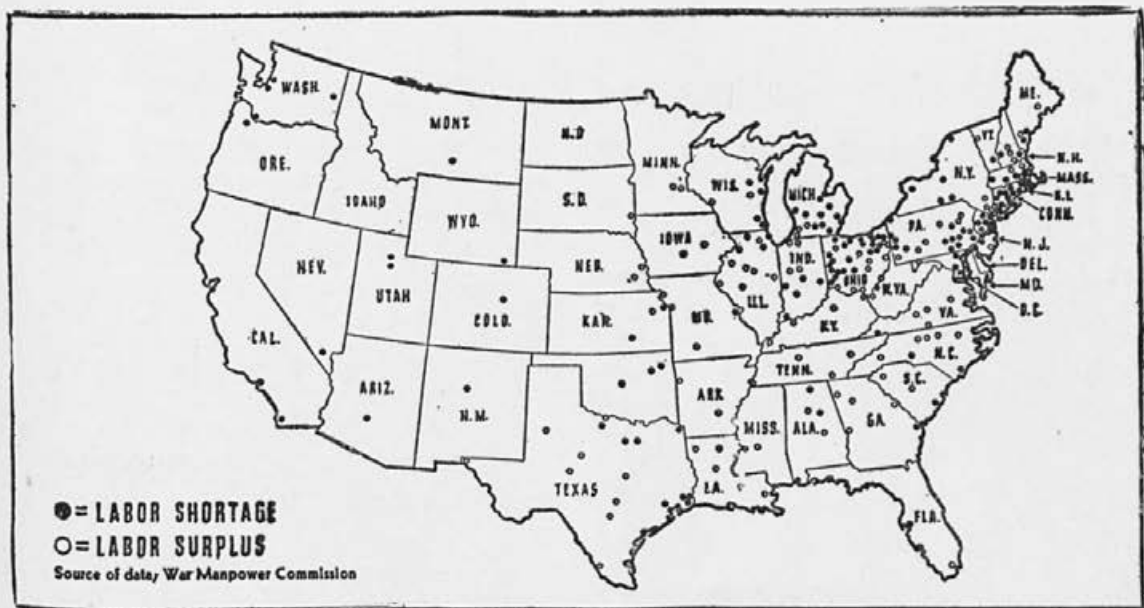 WASH.
ORE.
CAL.
NEV.
IDAHO
MONT.
WYO.
UTAH
ARIZ.
N.M.
COLO.
N.D
S.D.
NEB.
KAR.
TEXAS
MINN.
IOWA
MO.
ARK
LA.
WIS.
ILL.
MICH.
IND.
OHIO
KY.
TENN.
MISS.
ALA.
GA.
FLA.
S.C.
N.C.
VA.
W.VA.
PA.
N.Y.
VT.
ME.
N.H.
MASS.
R.I.
CONN.
N.J.
DEL.
MD.
D.C.
= LABOR SHORTAGE
= LABOR SURPLUS
Source of data, War Manpower Commission